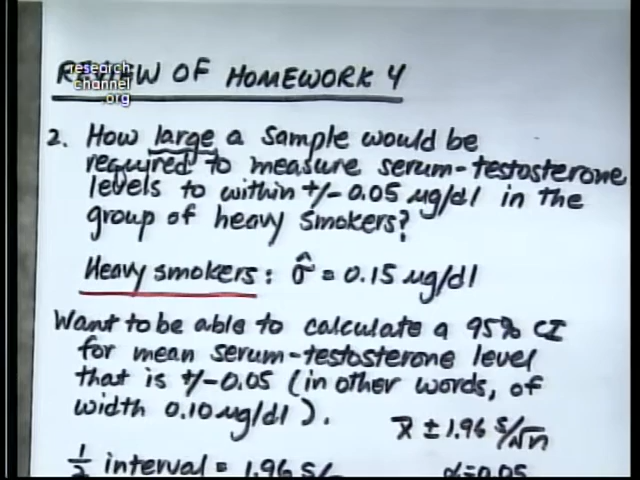 REVIEW OF HOMEWORK 4
research
channel
.org
2. How large a sample would be
required to measure serum-testosterone
levels to within +/- 0.05 µg/dl in the
group of heavy smokers?
Heavy smokers: σ̂ = 0.15 µg/dl
Want to be able to calculate a 95% CI
for mean serum-testosterone level
that is +/-0.05 (in other words, of
width 0.10 µg/dl).
x̄ ± 1.96 s/√n
1/2 interval = 1.96 s/
α=0.05